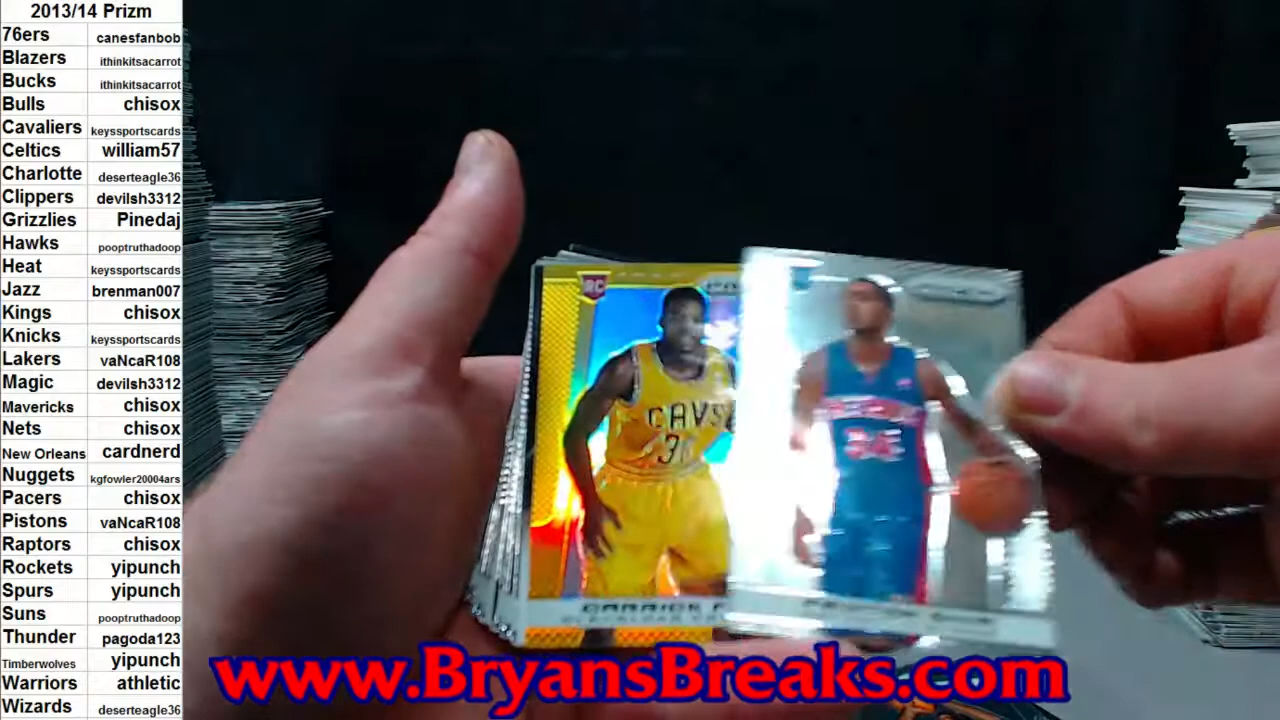 2013/14 Prizm
76ers canesfanbob
Blazers ithinkitsacarrot
Bucks ithinkitsacarrot
Bulls chisox
Cavaliers keyssportscards
Celtics william57
Charlotte deserteagle36
Clippers devilsh3312
Grizzlies Pinedaj
Hawks pooptruthadoop
Heat keyssportscards
Jazz brenman007
Kings chisox
Knicks keyssportscards
Lakers vaNcaR108
Magic devilsh3312
Mavericks chisox
Nets chisox
New Orleans cardnerd
Nuggets kgfowler20004ars
Pacers chisox
Pistons vaNcaR108
Raptors chisox
Rockets yipunch
Spurs yipunch
Suns pooptruthadoop
Thunder pagoda123
Timberwolves yipunch
Warriors athletic
Wizards deserteagle36
RC
CAVS
www.BryansBreaks.com